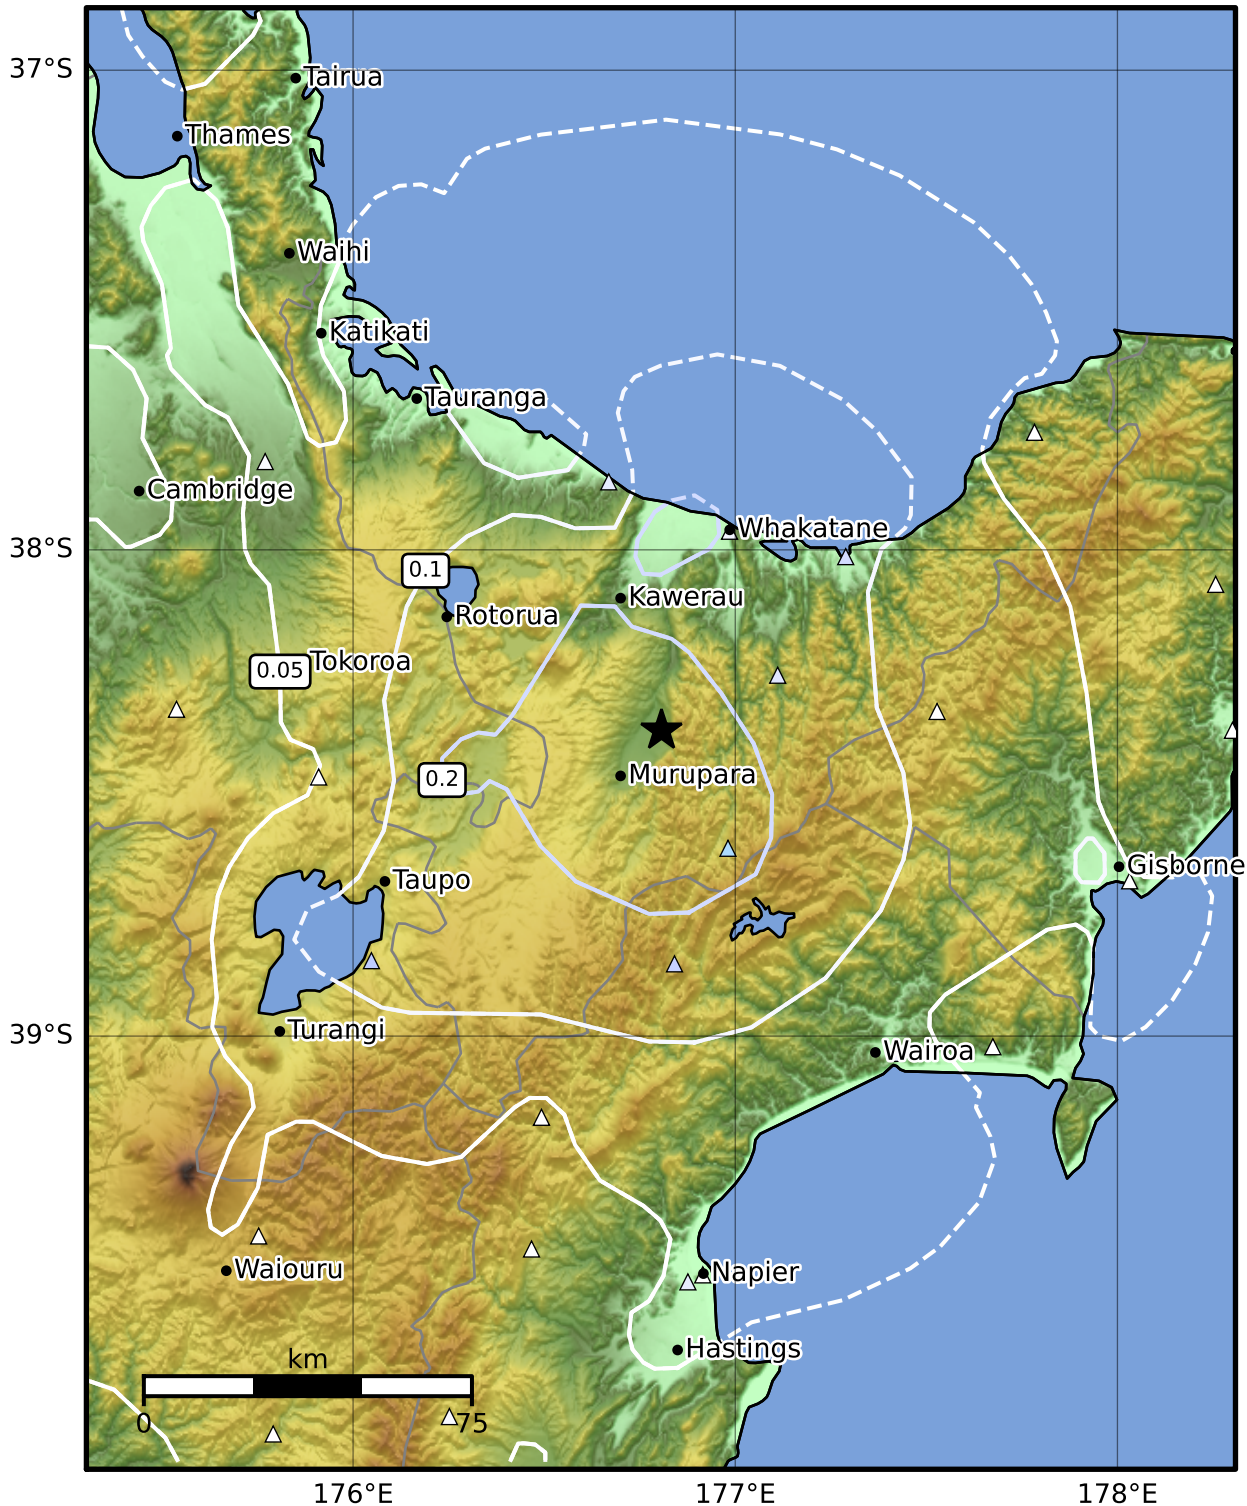 37°S
Tairua
Thames
Waihi
Katikati
Tauranga
Cambridge
Whakatane
38°S
0.1
Kawerau
Rotorua
0.05
Tokoroa
0.2
Murupara
Gisborne
Taupo
39°S
Turangi
Wairoa
Waiouru
Napier
Hastings
km
0
75
176°E
177°E
178°E